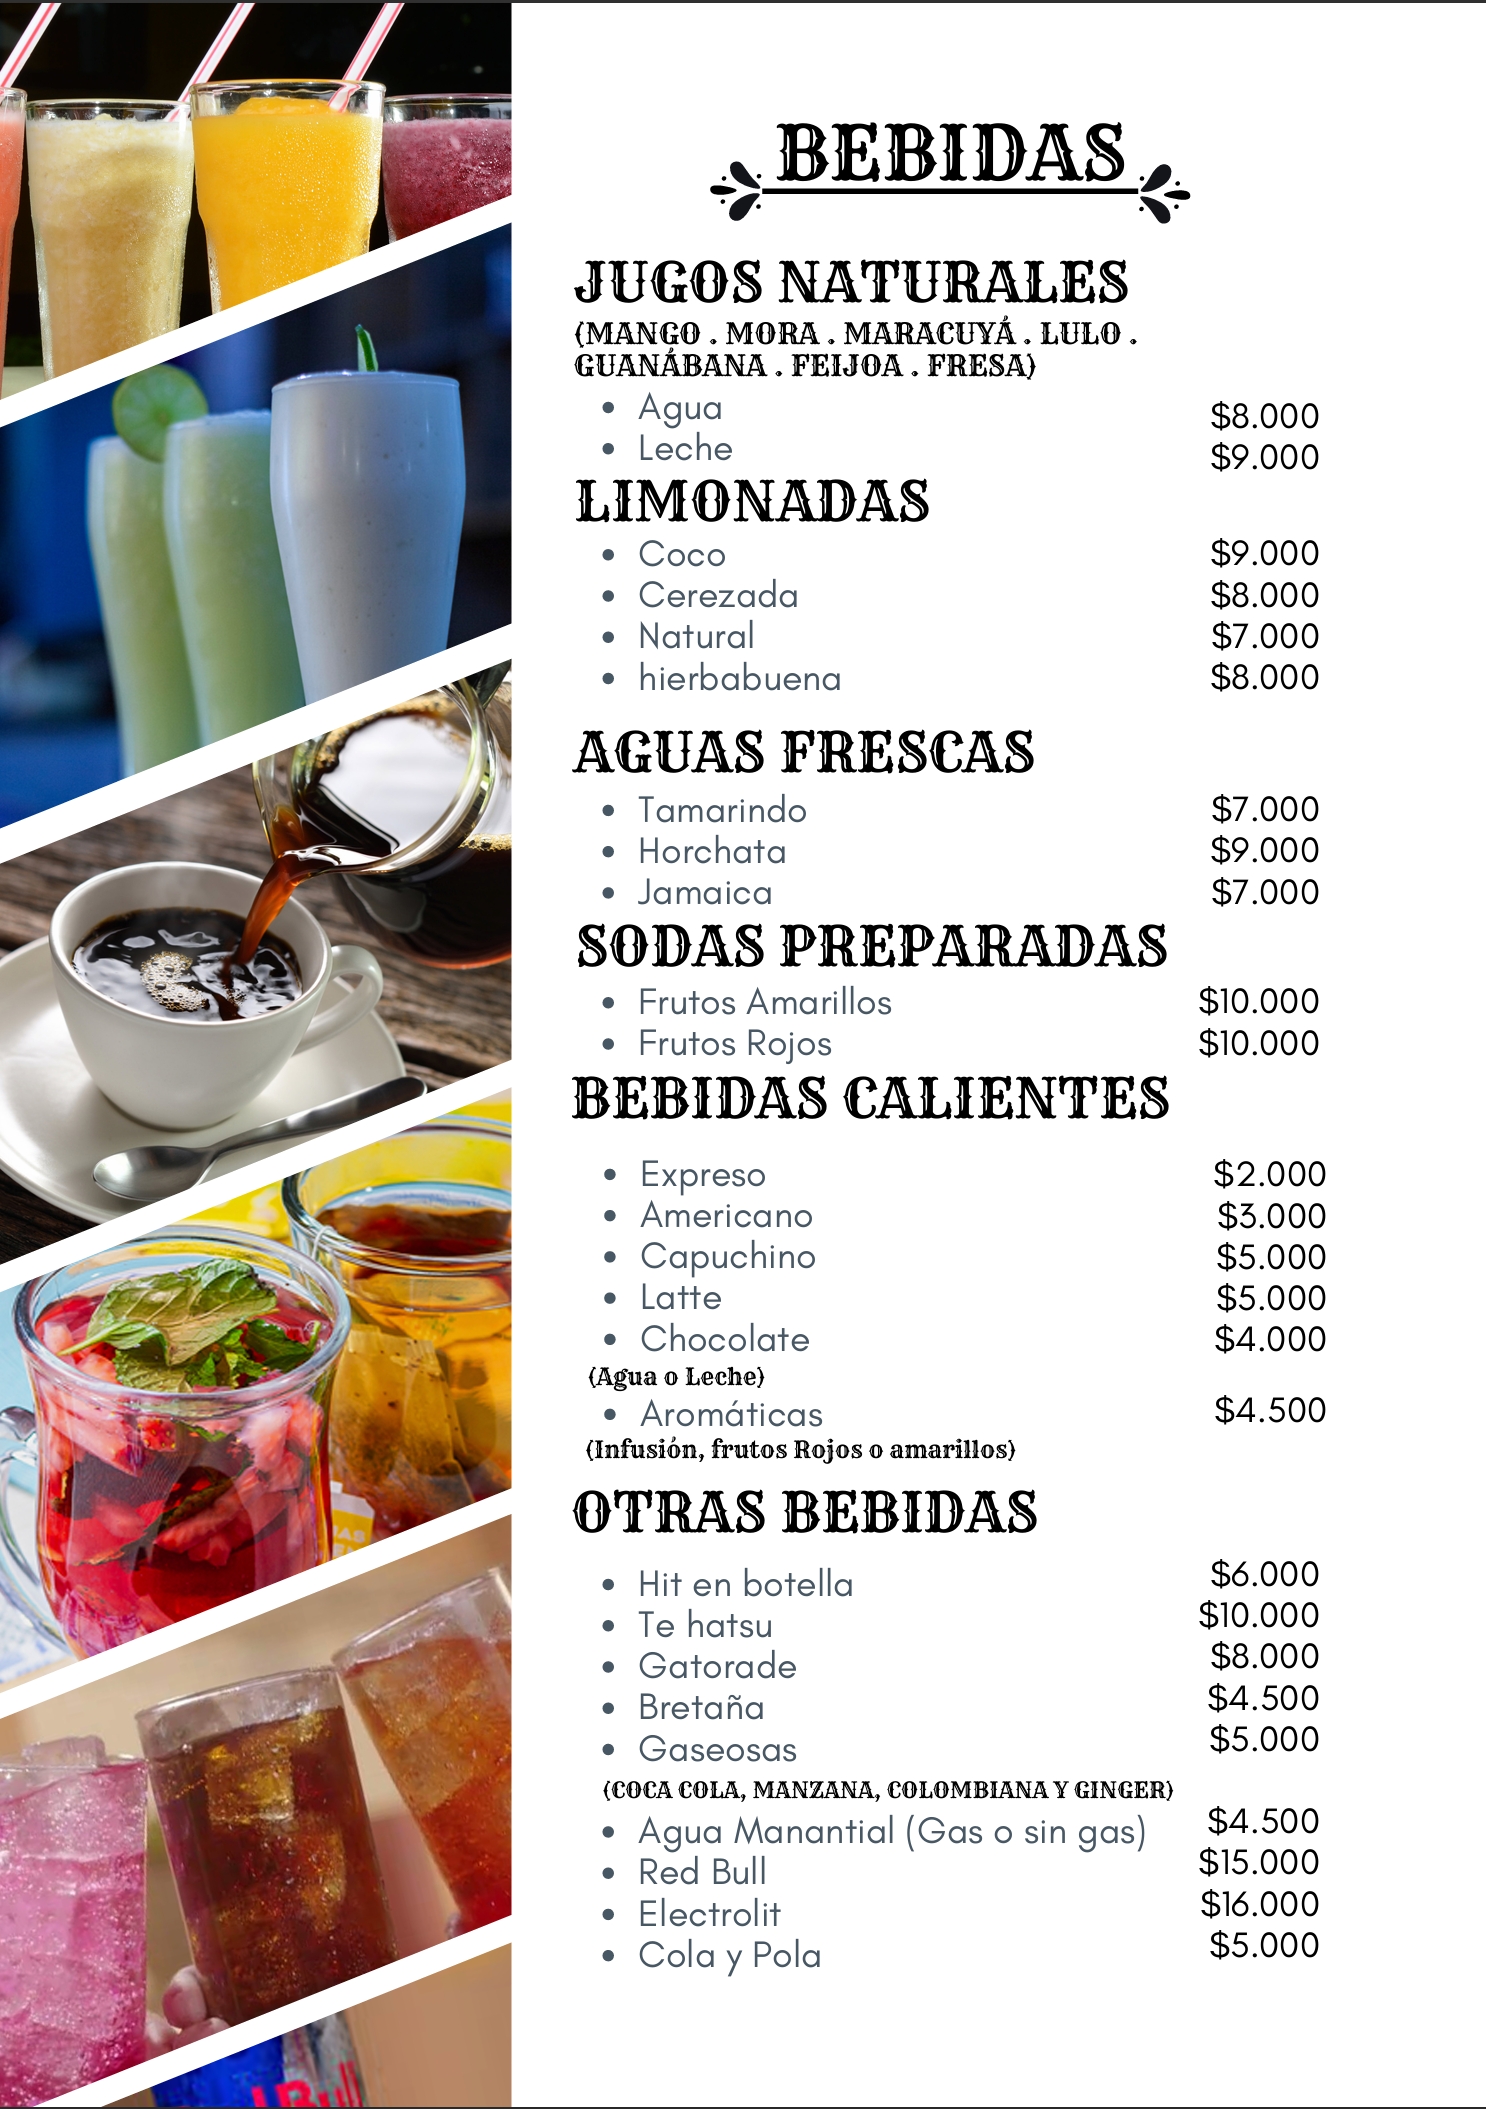 BEBIDAS
JUGOS NATURALES
(MANGO . MORA . MARACUYÁ . LULO .
GUANÁBANA . FEIJOA . FRESA)
• Agua $8.000
• Leche $9.000
LIMONADAS
• Coco $9.000
• Cerezada $8.000
• Natural $7.000
• hierbabuena $8.000
AGUAS FRESCAS
• Tamarindo $7.000
• Horchata $9.000
• Jamaica $7.000
SODAS PREPARADAS
• Frutos Amarillos $10.000
• Frutos Rojos $10.000
BEBIDAS CALIENTES
• Expreso $2.000
• Americano $3.000
• Capuchino $5.000
• Latte $5.000
• Chocolate $4.000
(Agua o Leche)
• Aromáticas $4.500
(Infusión, frutos Rojos o amarillos)
OTRAS BEBIDAS
• Hit en botella $6.000
• Te hatsu $10.000
• Gatorade $8.000
• Bretaña $4.500
• Gaseosas $5.000
(COCA COLA, MANZANA, COLOMBIANA Y GINGER)
• Agua Manantial (Gas o sin gas) $4.500
• Red Bull $15.000
• Electrolit $16.000
• Cola y Pola $5.000